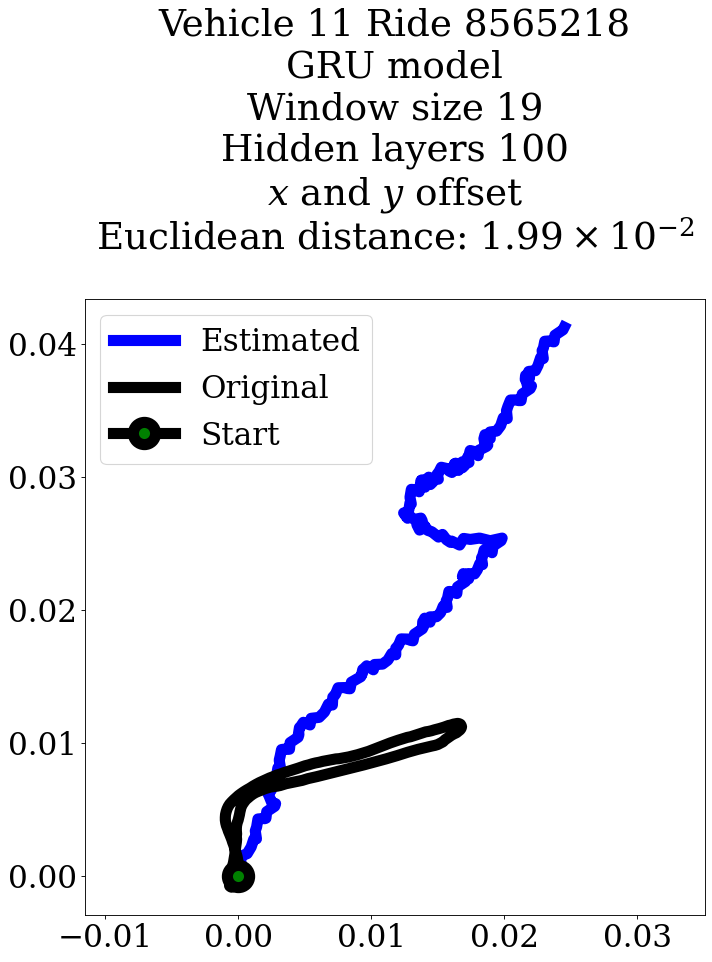 Vehicle 11 Ride 8565218
GRU model
Window size 19
Hidden layers 100
x and y offset
Euclidean distance: 1.99 × 10⁻²
Estimated
Original
Start
0.04
0.03
0.02
0.01
0.00
−0.01 0.00 0.01 0.02 0.03